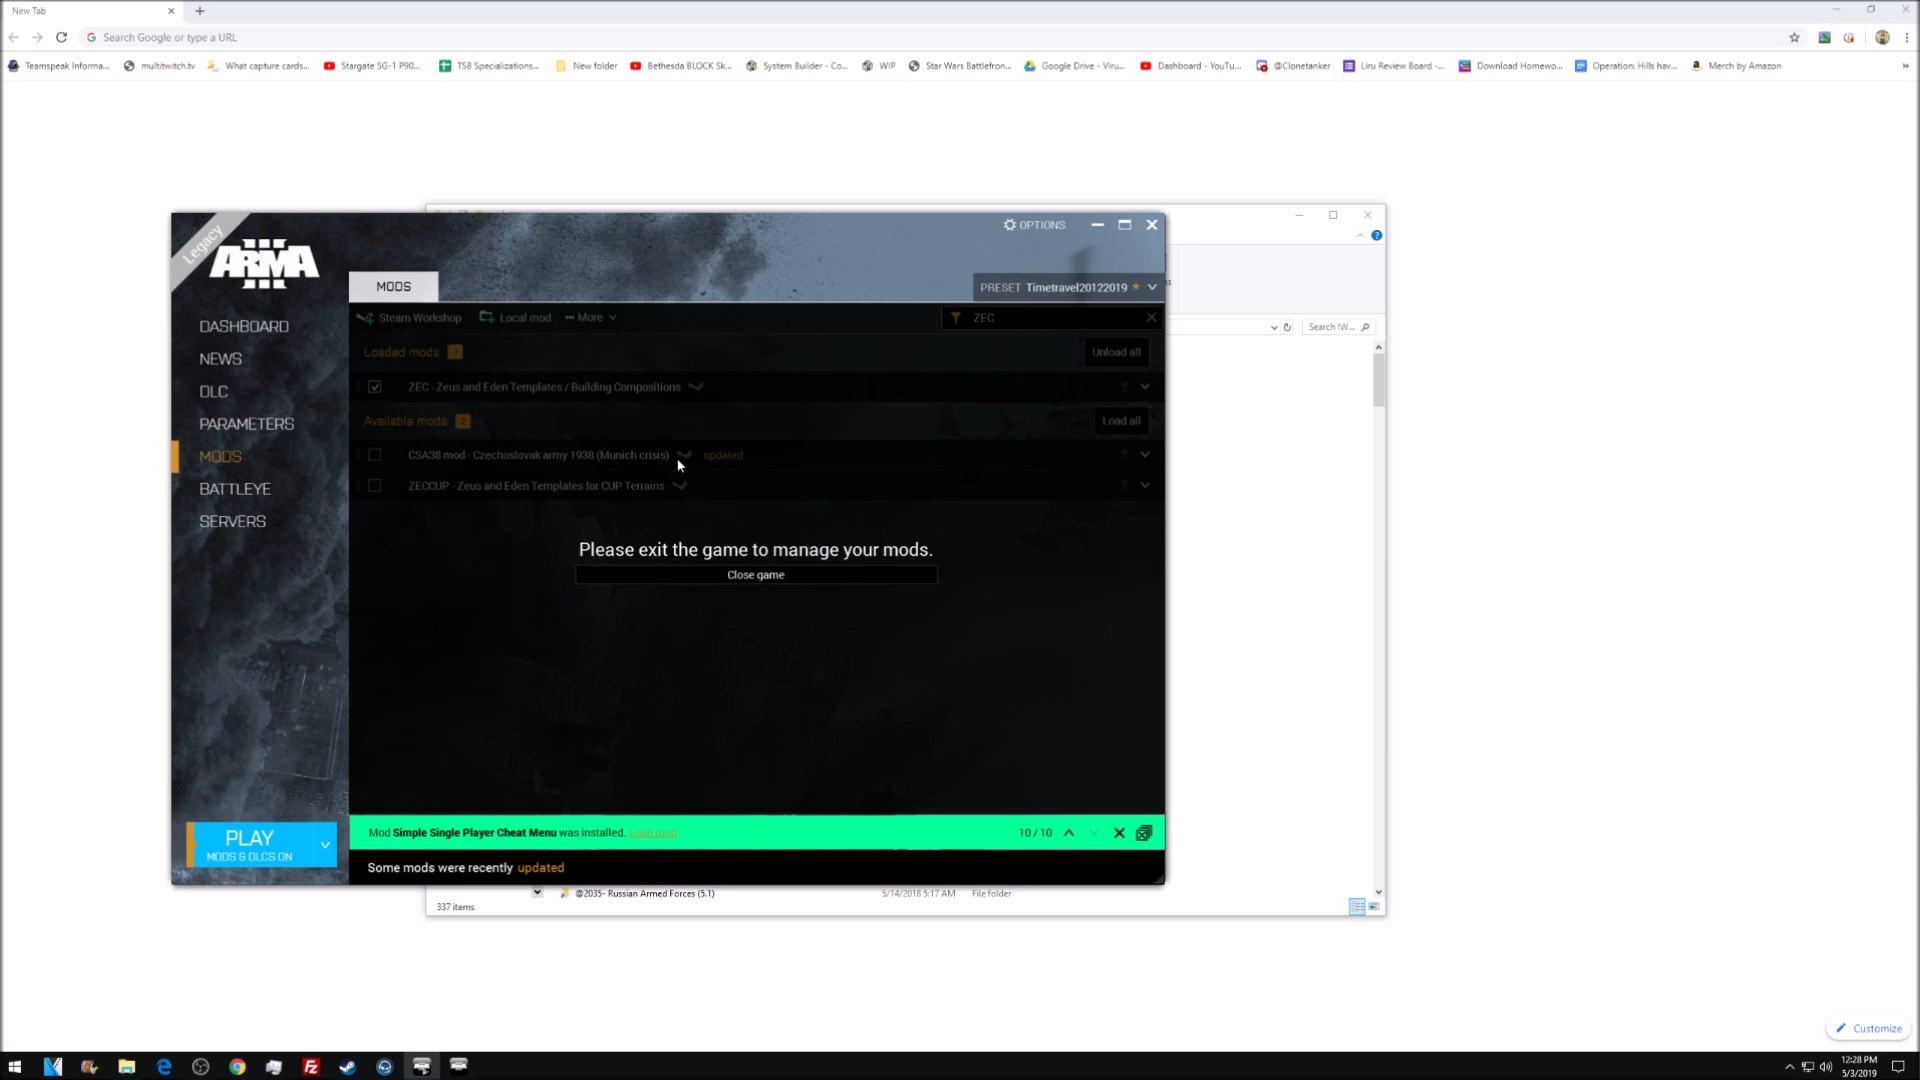 New Tab
Search Google or type a URL
Teamspeak Informa...
multitwitch.tv
What capture cards...
Stargate SG-1 P90...
TSB Specializations...
New folder
Bethesda BLOCK Sk...
System Builder - Co...
WIP
Star Wars Battlefron...
Google Drive - Viru...
Dashboard - YouTu...
@Clonetanker
Liru Review Board -...
Download Homewo...
Operation: Hills hav...
Merch by Amazon
»
Legacy
ARMA III
OPTIONS
MODS
PRESET Timetravel20122019 *
DASHBOARD
NEWS
DLC
PARAMETERS
MODS
BATTLEYE
SERVERS
Steam Workshop
Local mod
••• More
ZEC
Search !W...
Loaded mods 1
Unload all
ZEC - Zeus and Eden Templates / Building Compositions
Available mods 2
Load all
CSA38 mod - Czechoslovak army 1938 (Munich crisis) updated
ZECCUP - Zeus and Eden Templates for CUP Terrains
Please exit the game to manage your mods.
Close game
Mod Simple Single Player Cheat Menu was installed. Load mod
10 / 10
PLAY
MODS & DLCS ON
Some mods were recently updated
@2035- Russian Armed Forces (5.1) 5/14/2018 5:17 AM File folder
337 items
Customize
12:28 PM
5/3/2019